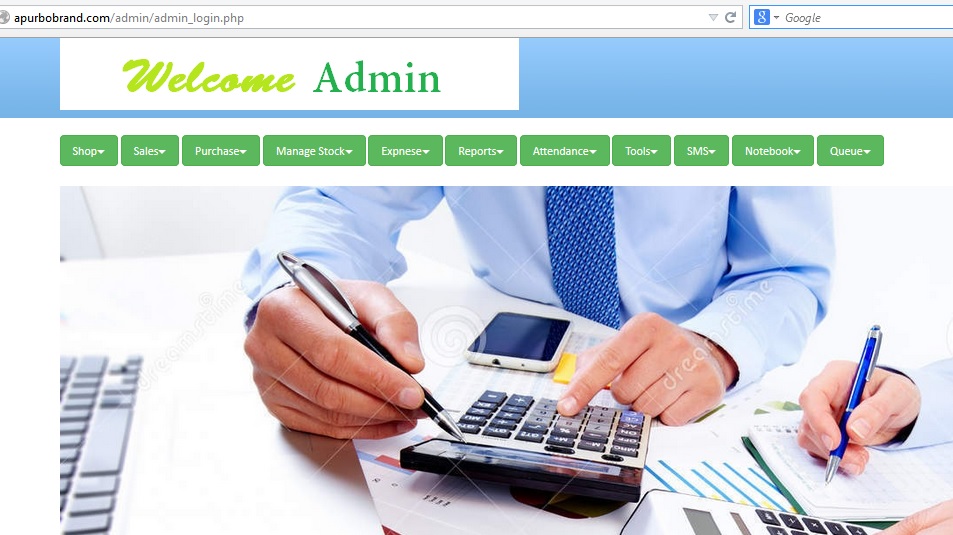 apurbobrand.com/admin/admin_login.php
Google
Welcome Admin
Shop Sales Purchase Manage Stock Expnese Reports Attendance Tools SMS Notebook Queue
dreamstime
dreamstime
dreamstime